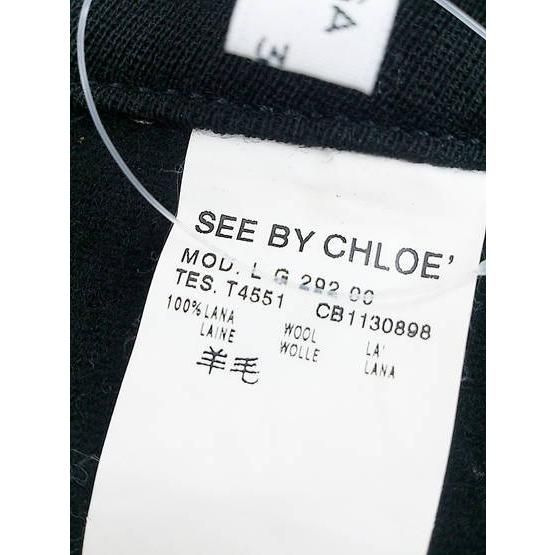 SEE BY CHLOE'
MOD. L G 292 00
TES. T4551 CB1130898
100% LANA WOOL LA'
LAINE WOLLE LANA
羊毛